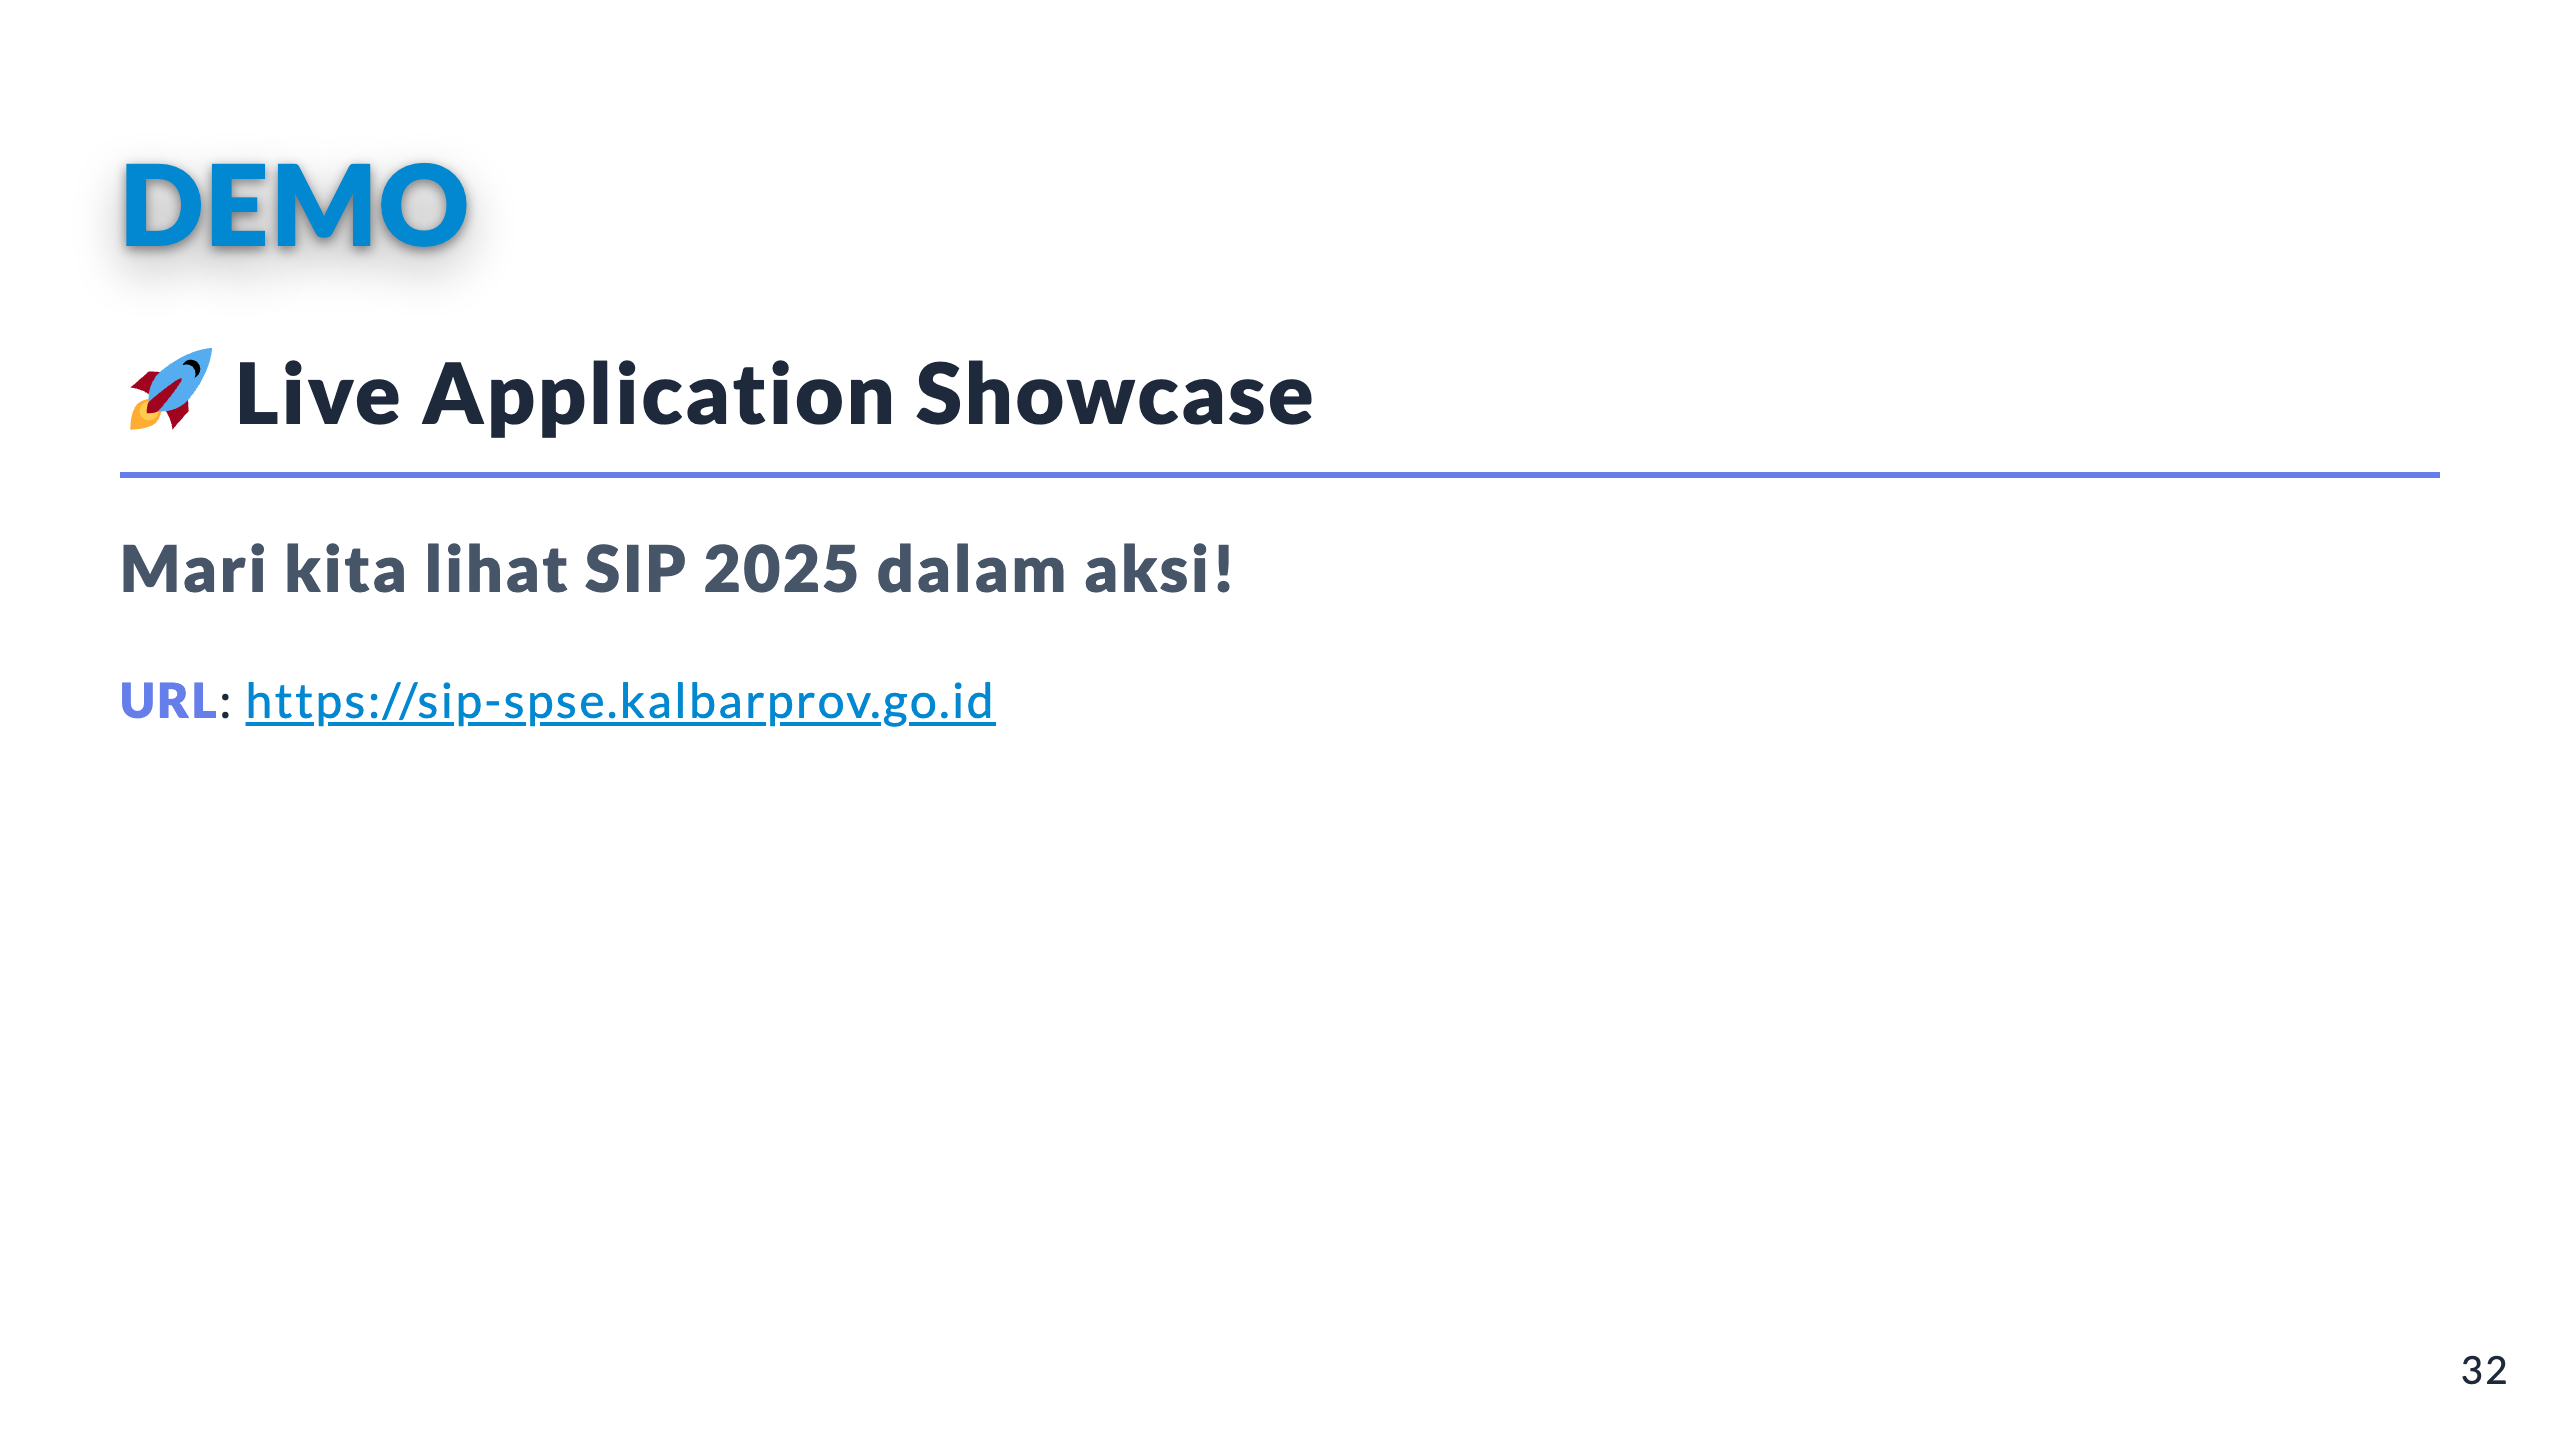 DEMO
🚀 Live Application Showcase
Mari kita lihat SIP 2025 dalam aksi!
URL: https://sip-spse.kalbarprov.go.id
32